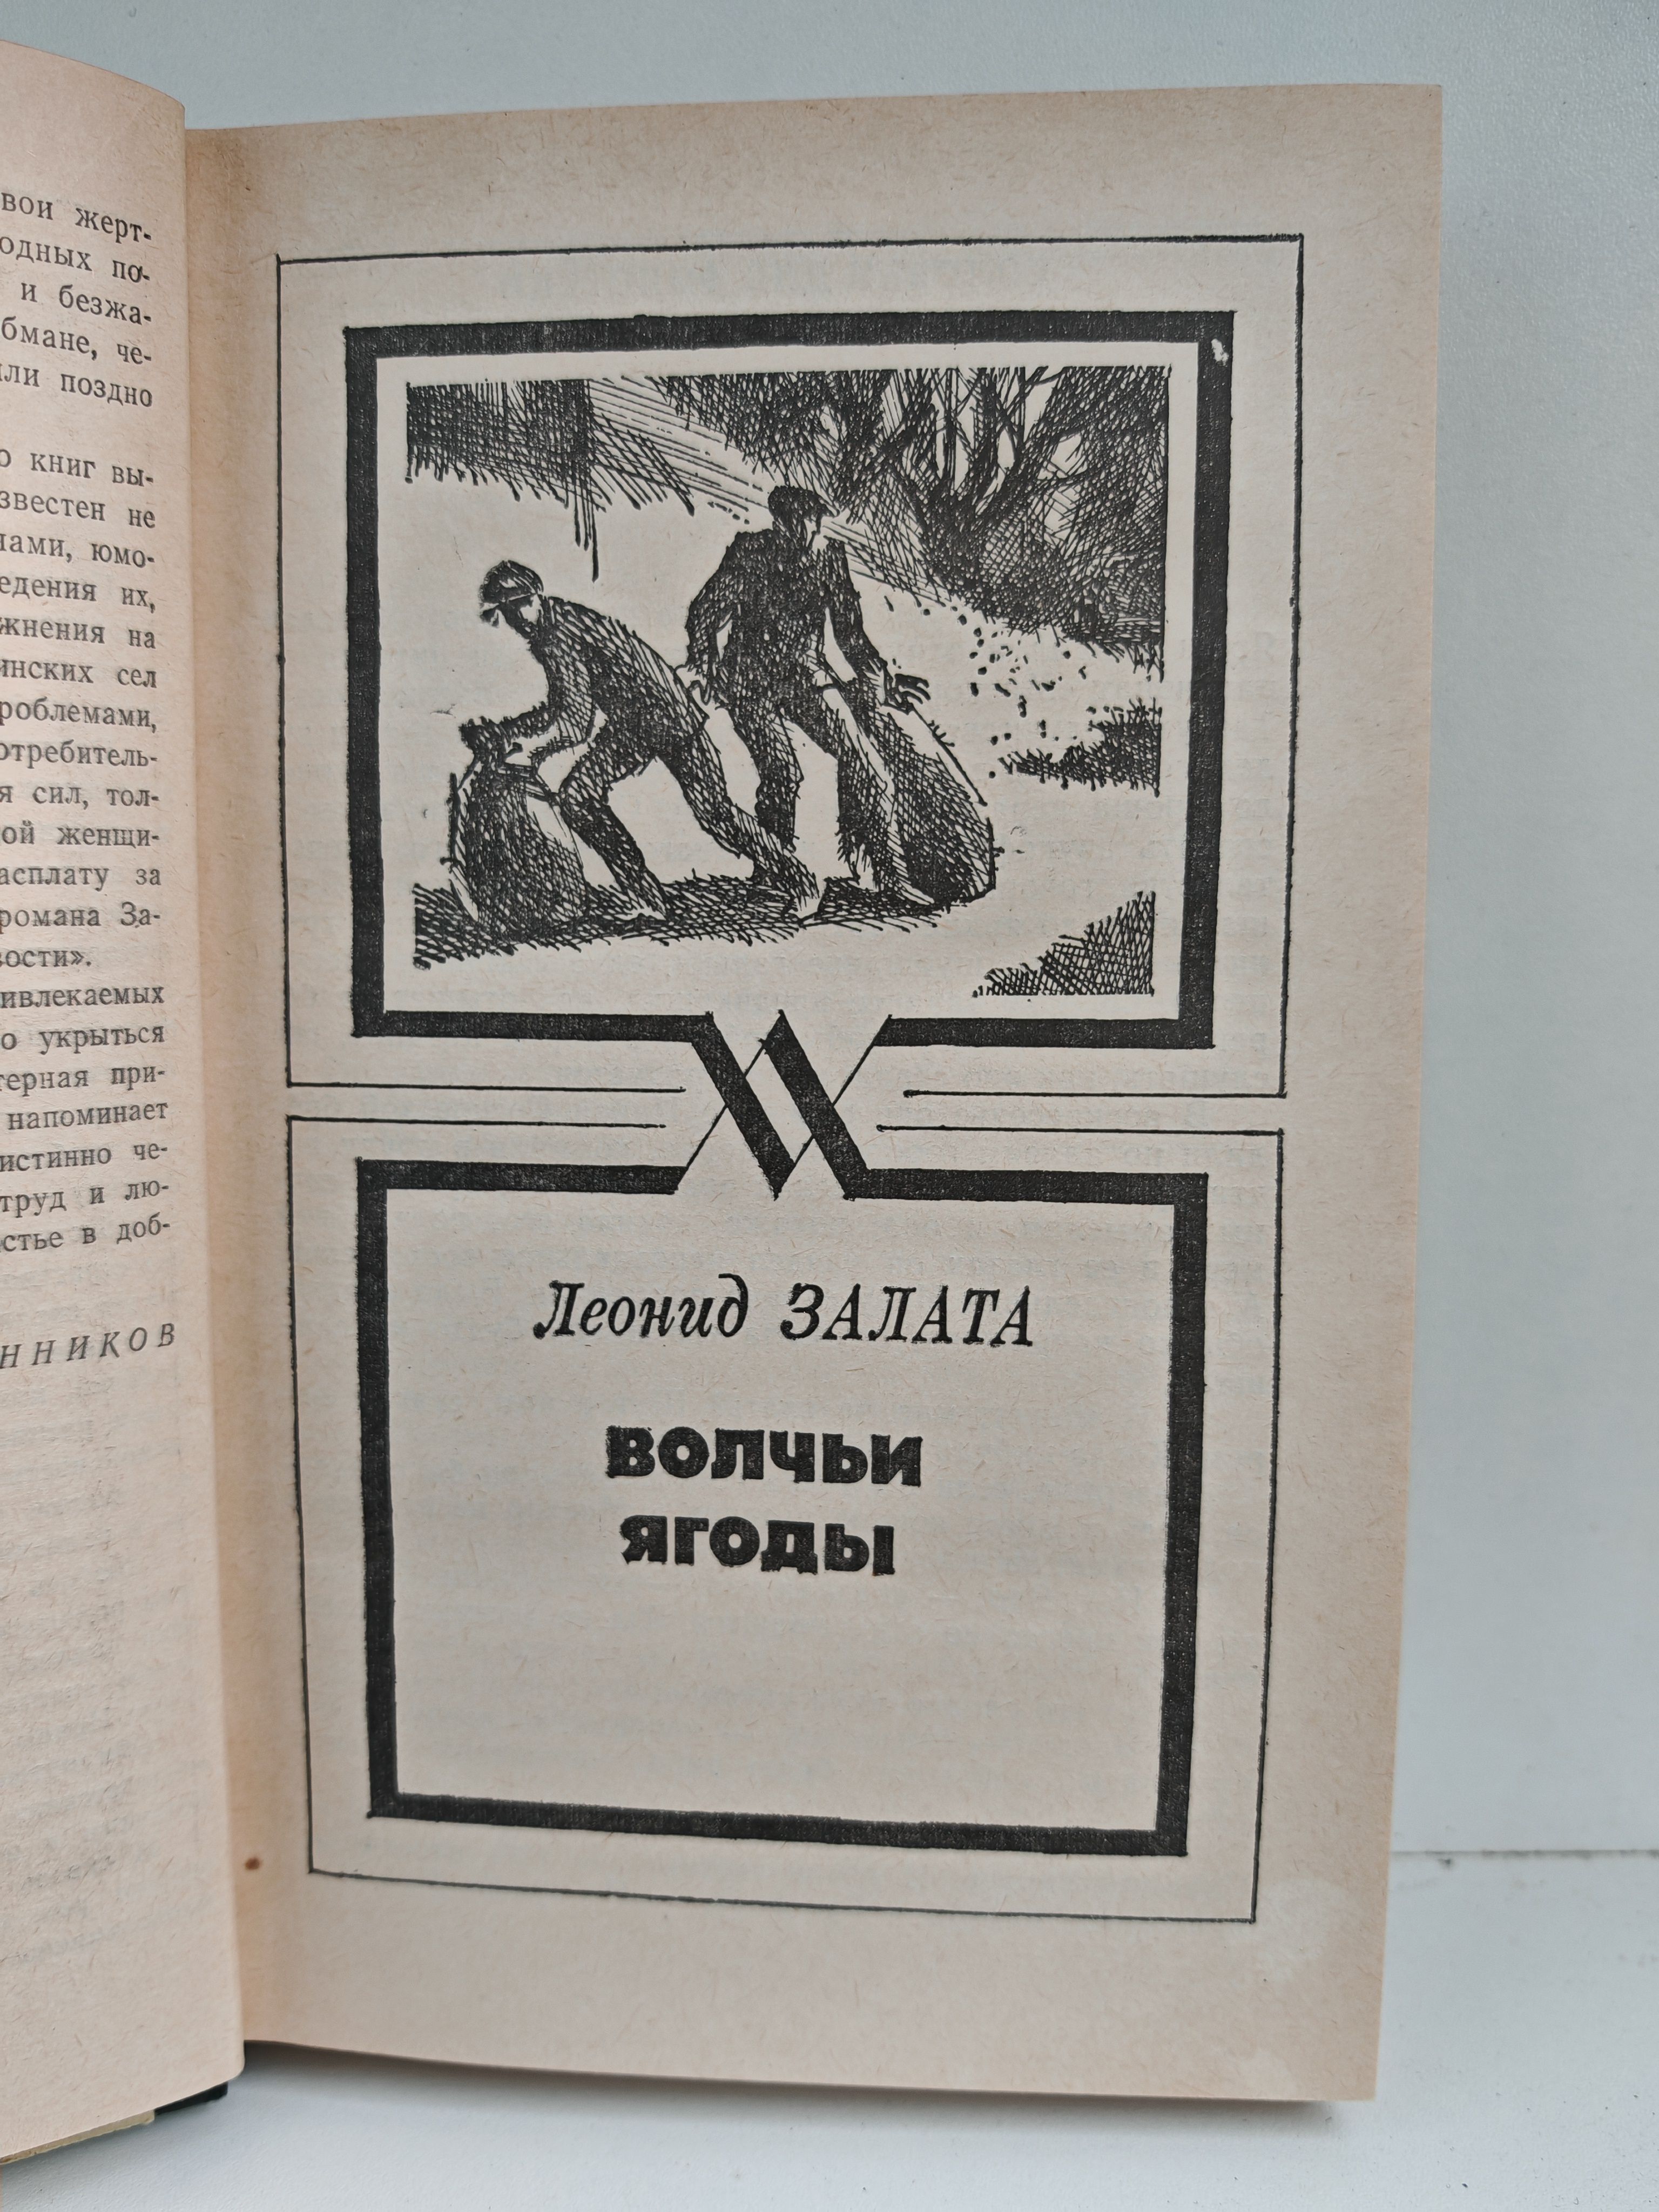 вои жерт-
одных по-
и безжа-
бмане, че-
или поздно
о книг вы-
звестен не
лами, юмо-
едения их,
жнения на
инских сел
роблемами,
отребитель-
я сил, тол-
ой женщи-
асплату за
романа За-
вости».
ивлекаемых
о укрыться
терная при-
напоминает
истинно че-
труд и лю-
стье в доб-
ННИКОВ
Леонид ЗАЛАТА
ВОЛЧЬИ
ЯГОДЫ